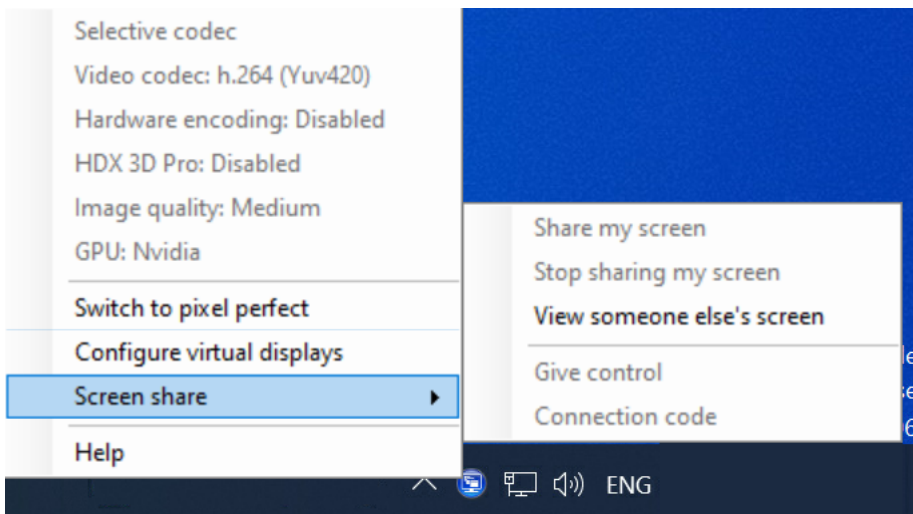 Selective codec
Video codec: h.264 (Yuv420)
Hardware encoding: Disabled
HDX 3D Pro: Disabled
Image quality: Medium
GPU: Nvidia
Switch to pixel perfect
Configure virtual displays
Screen share
Help
Share my screen
Stop sharing my screen
View someone else's screen
Give control
Connection code
ENG